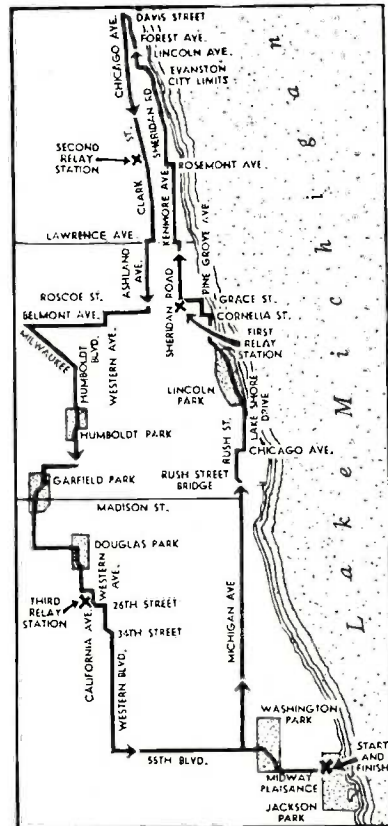 DAVIS STREET
FOREST AVE.
LINCOLN AVE.
EVANSTON
CITY LIMITS
CHICAGO AVE.
SHERIDAN RD
SECOND
RELAY
STATION
CLARK ST.
ROSEMONT AVE.
KENMORE AVE.
LAWRENCE AVE.
ASHLAND
AVE.
PINE GROVE AVE
ROSCOE ST.
BELMONT AVE.
SHERIDAN ROAD
GRACE ST.
CORNELIA ST.
FIRST
RELAY
STATION
MILWAUKEE
HUMBOLDT
BLVD.
WESTERN AVE.
LINCOLN
PARK
LAKE SHORE
DRIVE
RUSH ST.
HUMBOLDT PARK
CHICAGO AVE.
GARFIELD PARK
RUSH STREET
BRIDGE
MADISON ST.
DOUGLAS PARK
WESTERN
AVE.
THIRD
RELAY
STATION
CALIFORNIA AVE.
26TH STREET
34TH STREET
WESTERN BLVD.
MICHIGAN AVE
Lake Michigan
WASHINGTON
PARK
START
AND
FINISH
55TH BLVD.
MIDWAY
PLAISANCE
JACKSON
PARK